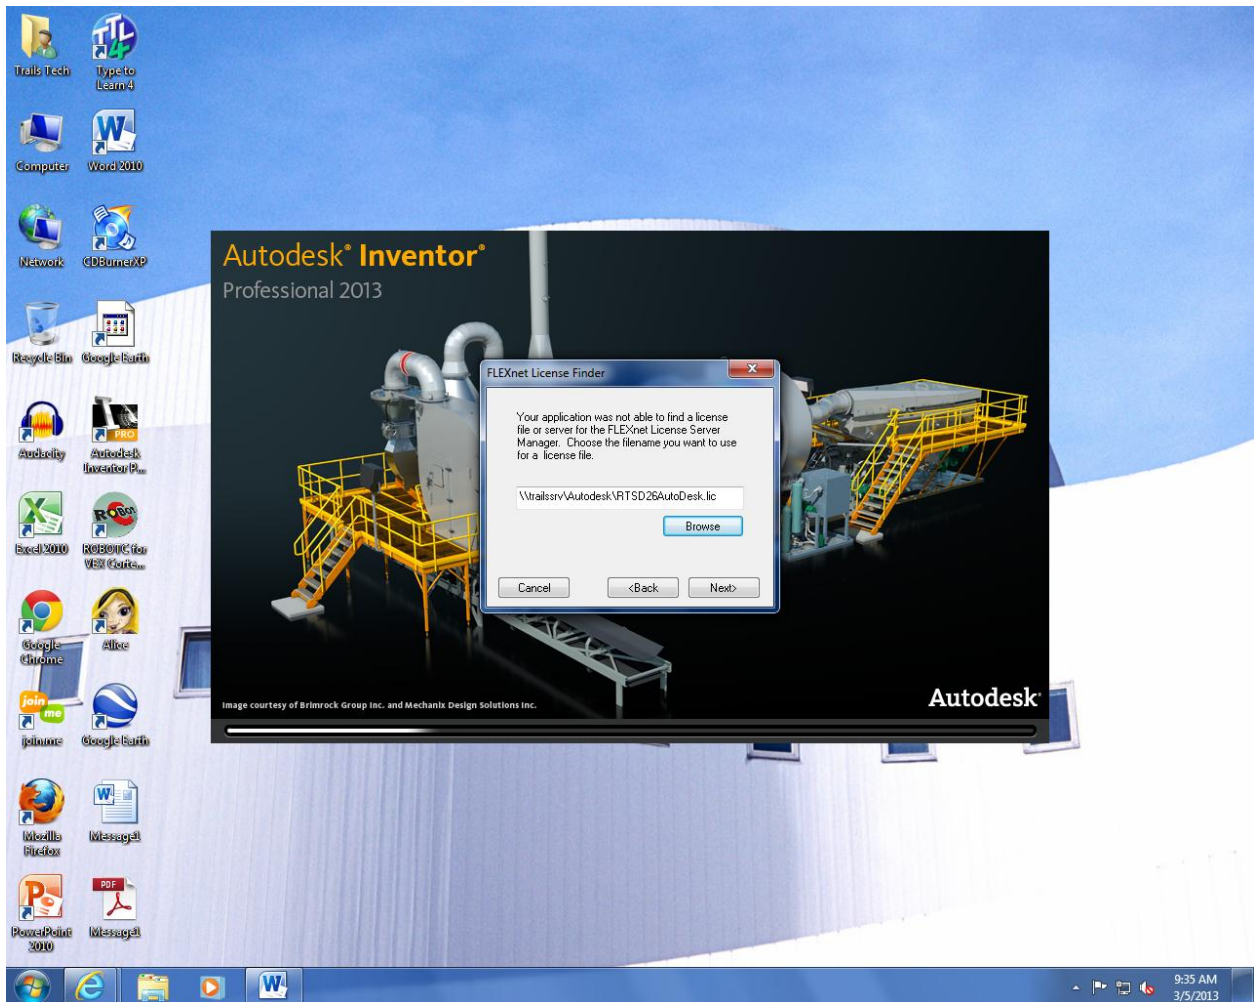 Trails Tech
Type to
Learn 4
Computer
Word 2010
Network
CDBurnerXP
Recycle Bin
Google Earth
Audacity
Autodesk
Inventor P...
PRO
Excel 2010
ROBOTC for
VEX Corte...
Google
Chrome
Alice
join.me
Google Earth
Mozilla
Firefox
Message1
PowerPoint
2010
PDF
Message1
Autodesk® Inventor®
Professional 2013
FLEXnet License Finder
Your application was not able to find a license
file or server for the FLEXnet License Server
Manager. Choose the filename you want to use
for a license file.
\\trailssrv\Autodesk\RTSD26AutoDesk.lic
Browse
Cancel
<Back
Next>
Image courtesy of Brimrock Group Inc. and Mechanix Design Solutions Inc.
Autodesk®
9:35 AM
3/5/2013